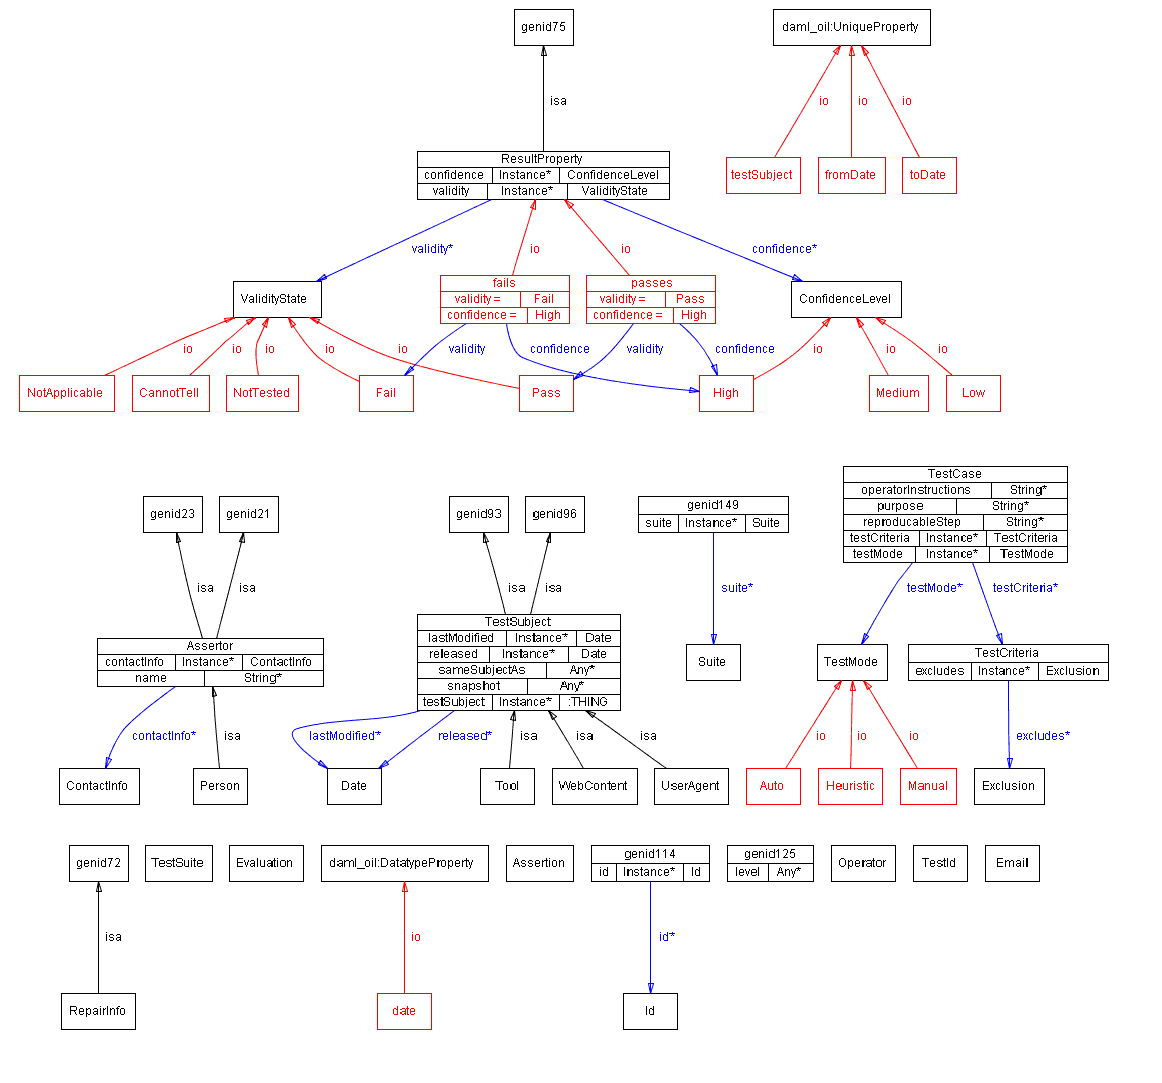 genid75
daml_oil:UniqueProperty
isa
io
io
io
ResultProperty
confidence Instance* ConfidenceLevel
validity Instance* ValidityState
testSubject
fromDate
toDate
validity*
io
io
confidence*
ValidityState
fails
validity = Fail
confidence = High
passes
validity = Pass
confidence = High
ConfidenceLevel
io
io
io
io
io
validity
confidence
validity
confidence
io
io
io
NotApplicable
CannotTell
NotTested
Fail
Pass
High
Medium
Low
genid23
genid21
genid93
genid96
genid149
suite Instance* Suite
TestCase
operatorInstructions String*
purpose String*
reproducableStep String*
testCriteria Instance* TestCriteria
testMode Instance* TestMode
isa
isa
isa
isa
suite*
testMode*
testCriteria*
Assertor
contactInfo Instance* ContactInfo
name String*
TestSubject
lastModified Instance* Date
released Instance* Date
sameSubjectAs Any*
snapshot Any*
testSubject Instance* :THING
Suite
TestMode
TestCriteria
excludes Instance* Exclusion
contactInfo*
isa
lastModified*
released*
isa
isa
isa
io
io
io
excludes*
ContactInfo
Person
Date
Tool
WebContent
UserAgent
Auto
Heuristic
Manual
Exclusion
genid72
TestSuite
Evaluation
daml_oil:DatatypeProperty
Assertion
genid114
id Instance* Id
genid125
level Any*
Operator
TestId
Email
isa
io
id*
RepairInfo
date
Id